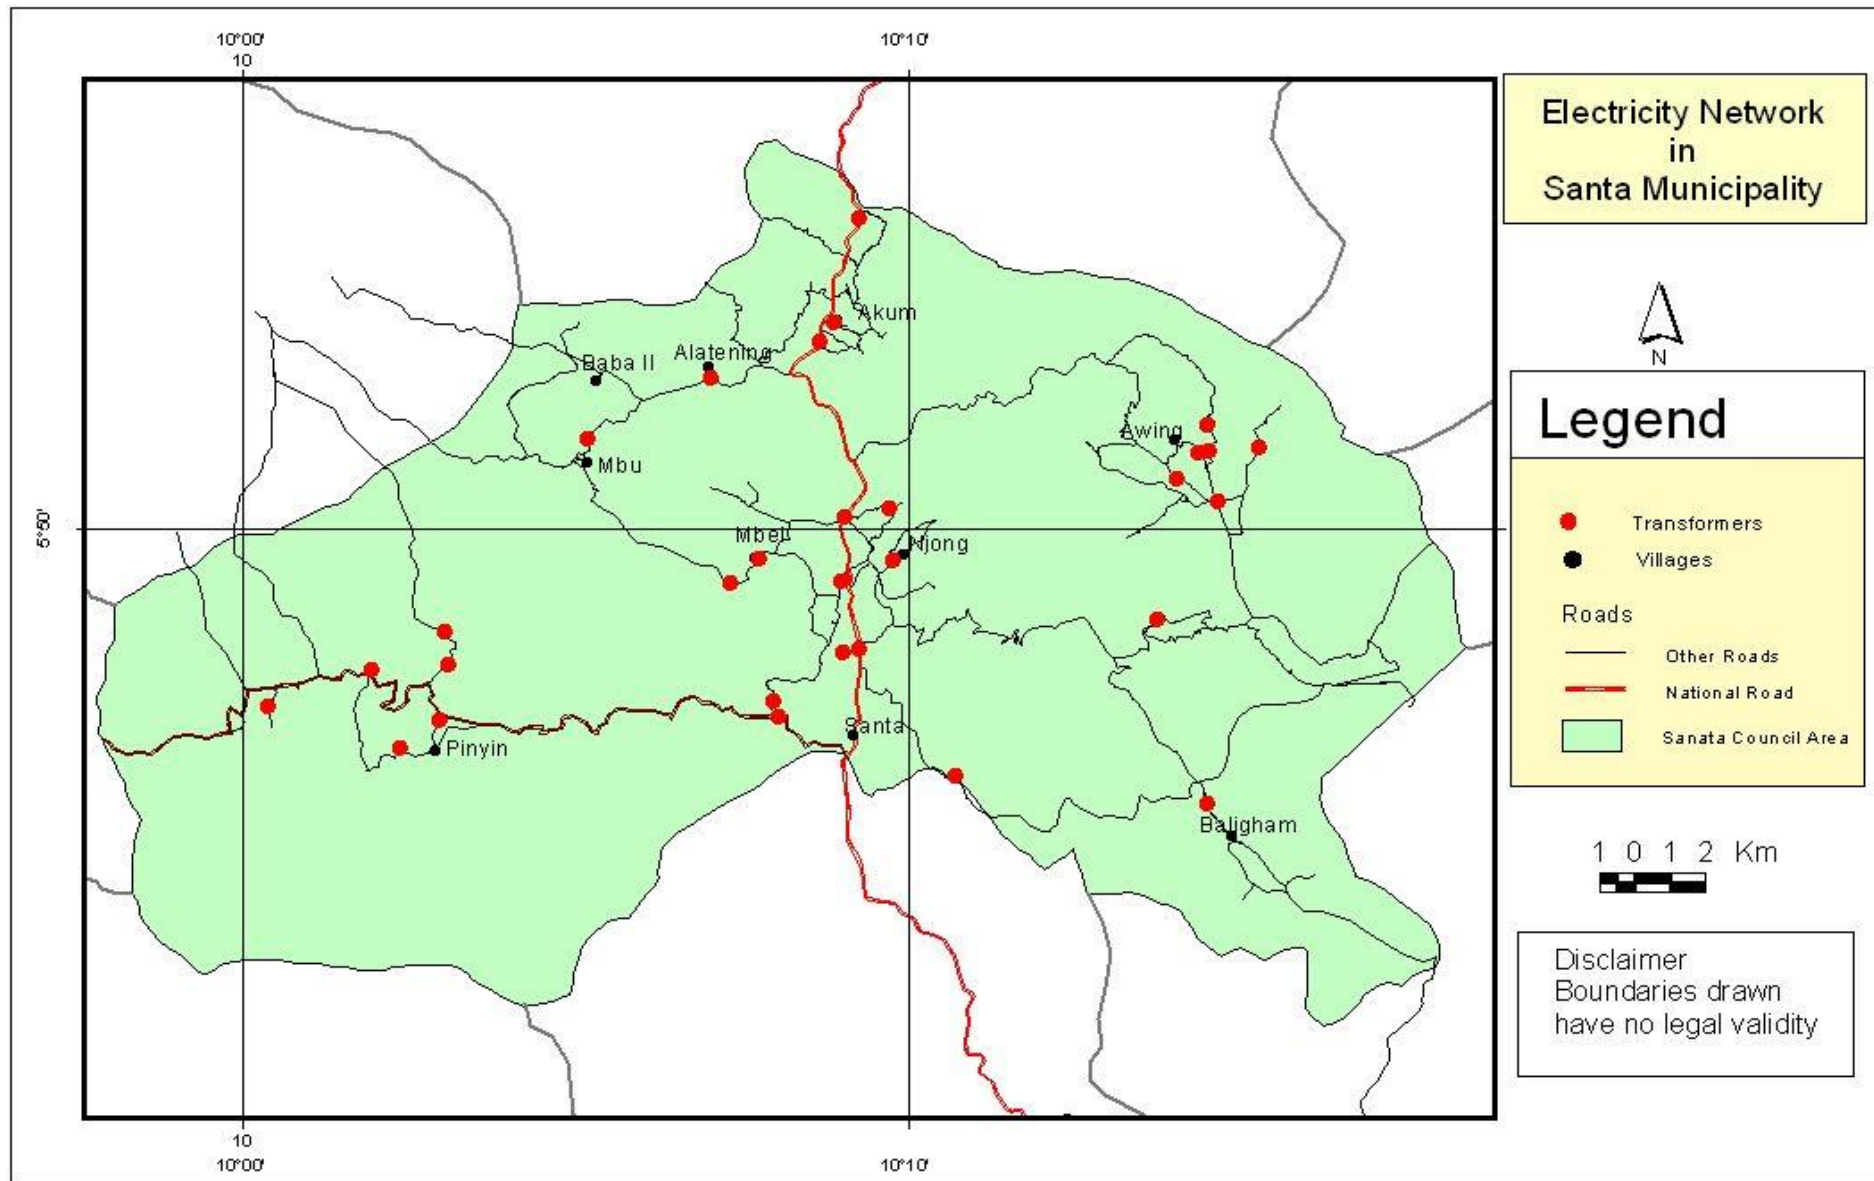 10°00'
10
10°10'
Electricity Network
in
Santa Municipality
N
Akum
Alatening
Baba II
Awing
Mbu
5°50'
Mbei
Njong
Santa
Pinyin
Baligham
Legend
Transformers
Villages
Roads
Other Roads
National Road
Sanata Council Area
1 0 1 2 Km
Disclaimer
Boundaries drawn
have no legal validity
10
10°00'
10°10'